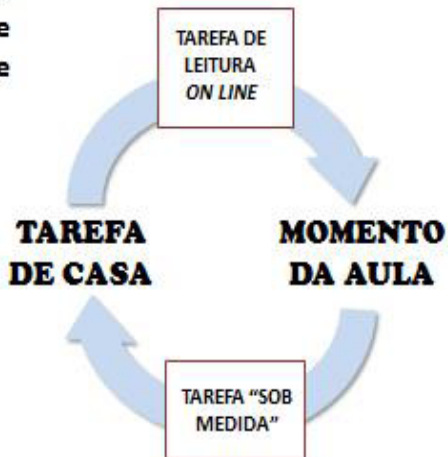 e
e
TAREFA DE
LEITURA
ON LINE
TAREFA
DE CASA
MOMENTO
DA AULA
TAREFA “SOB
MEDIDA”